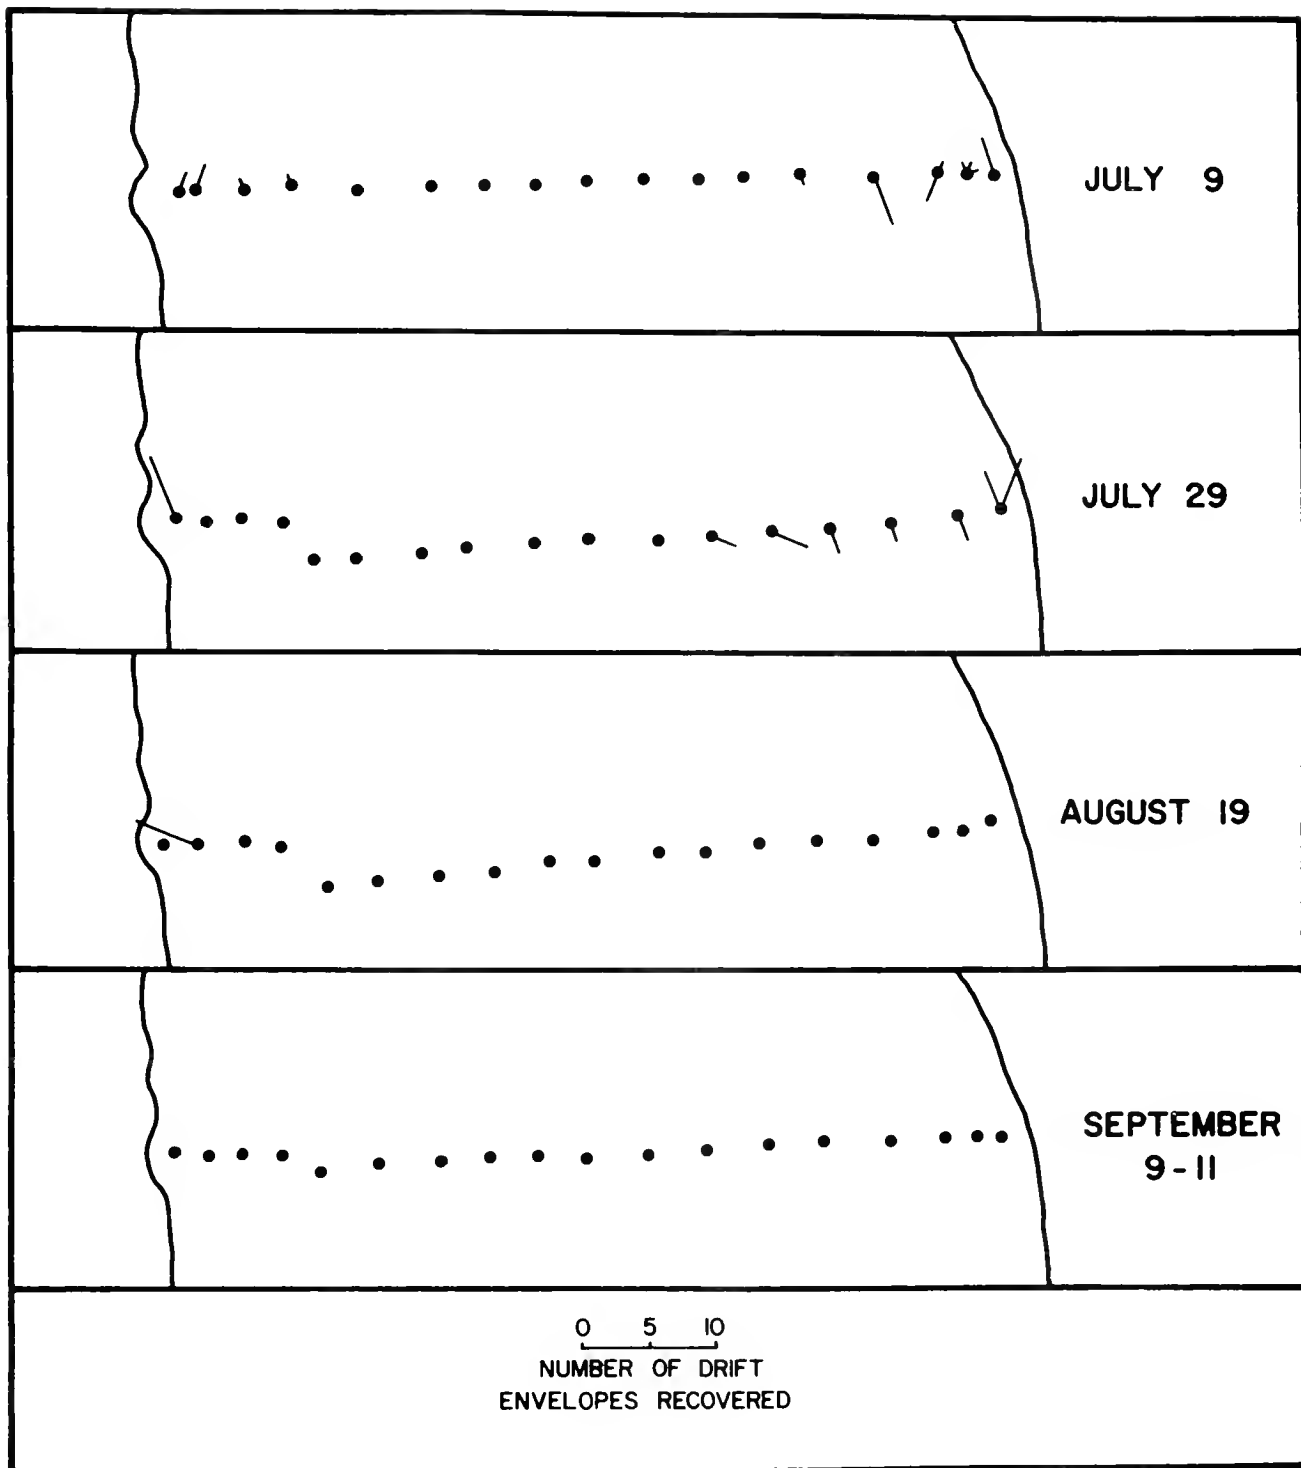 JULY 9
JULY 29
AUGUST 19
SEPTEMBER
9-11
0 5 10
NUMBER OF DRIFT
ENVELOPES RECOVERED